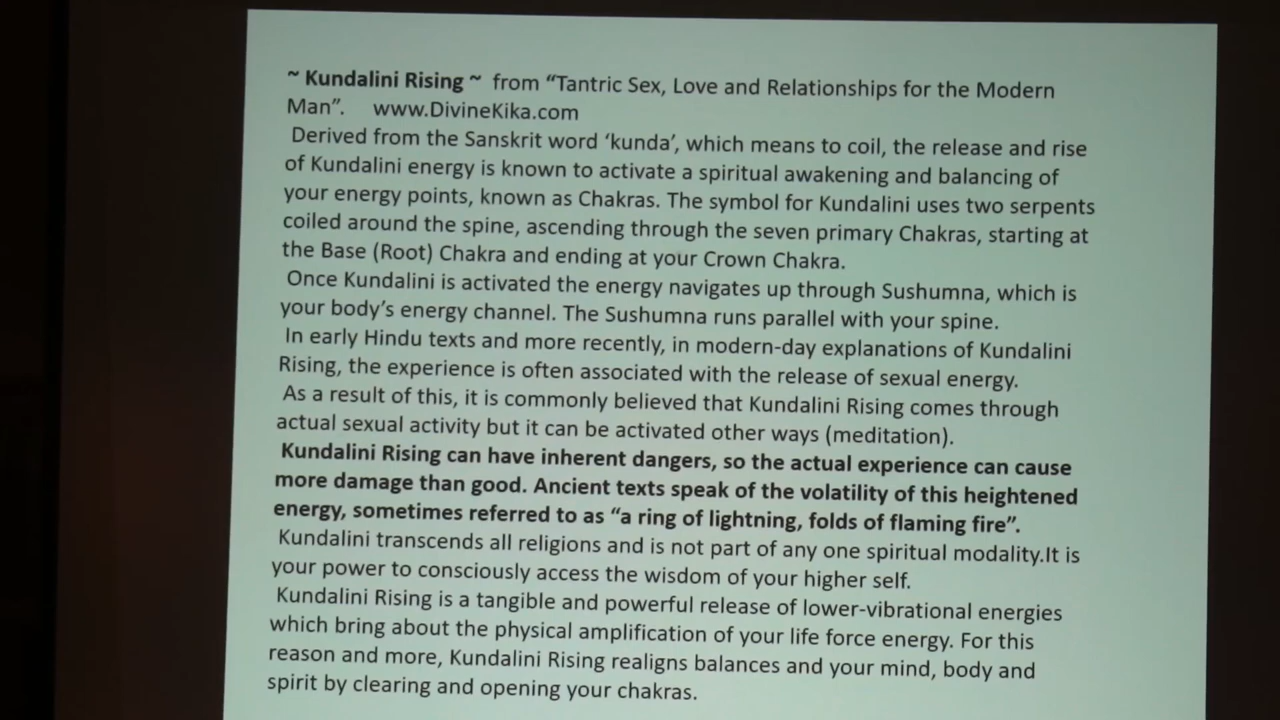 ~ Kundalini Rising ~ from “Tantric Sex, Love and Relationships for the Modern
Man”. www.DivineKika.com
Derived from the Sanskrit word ‘kunda’, which means to coil, the release and rise
of Kundalini energy is known to activate a spiritual awakening and balancing of
your energy points, known as Chakras. The symbol for Kundalini uses two serpents
coiled around the spine, ascending through the seven primary Chakras, starting at
the Base (Root) Chakra and ending at your Crown Chakra.
Once Kundalini is activated the energy navigates up through Sushumna, which is
your body’s energy channel. The Sushumna runs parallel with your spine.
In early Hindu texts and more recently, in modern-day explanations of Kundalini
Rising, the experience is often associated with the release of sexual energy.
As a result of this, it is commonly believed that Kundalini Rising comes through
actual sexual activity but it can be activated other ways (meditation).
Kundalini Rising can have inherent dangers, so the actual experience can cause
more damage than good. Ancient texts speak of the volatility of this heightened
energy, sometimes referred to as “a ring of lightning, folds of flaming fire”.
Kundalini transcends all religions and is not part of any one spiritual modality.It is
your power to consciously access the wisdom of your higher self.
Kundalini Rising is a tangible and powerful release of lower-vibrational energies
which bring about the physical amplification of your life force energy. For this
reason and more, Kundalini Rising realigns balances and your mind, body and
spirit by clearing and opening your chakras.